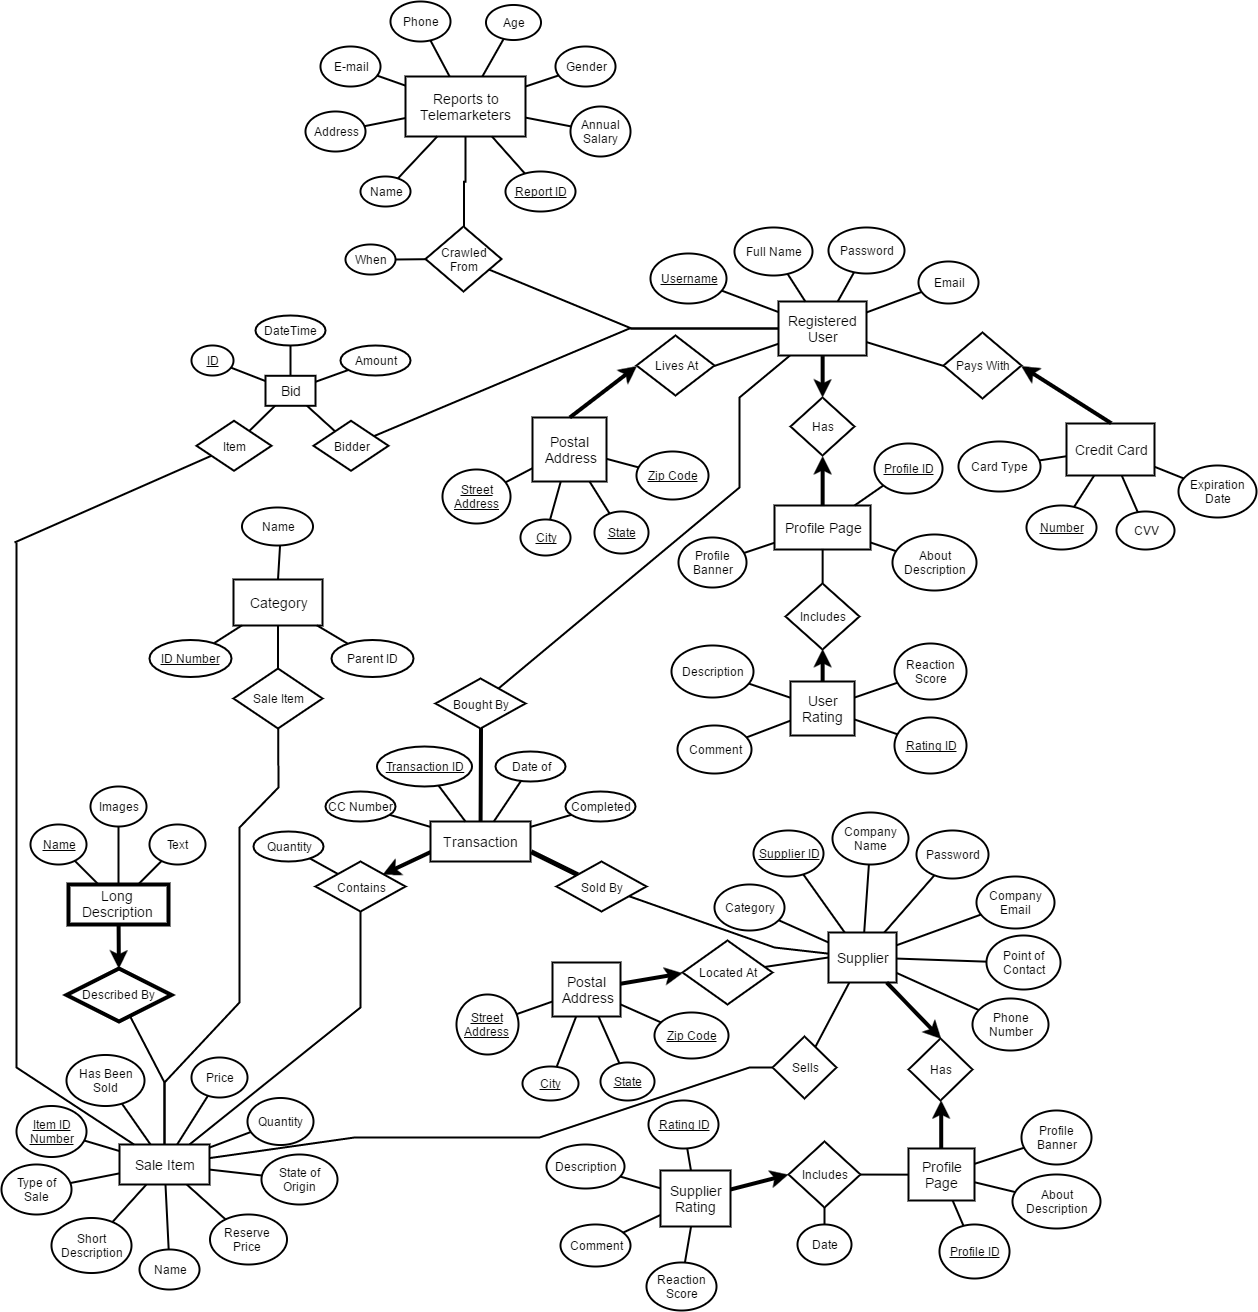 Phone
Age
E-mail
Gender
Reports to
Telemarketers
Address
Annual
Salary
Name
Report ID
When
Crawled
From
Username
Full Name
Password
Email
Registered
User
DateTime
ID
Amount
Bid
Item
Bidder
Lives At
Pays With
Has
Postal
Address
Street
Address
Zip Code
City
State
Credit Card
Card Type
Expiration
Date
Number
CVV
Profile ID
Profile Page
Profile
Banner
About
Description
Includes
Name
Category
ID Number
Parent ID
Sale Item
Description
Reaction
Score
User
Rating
Comment
Rating ID
Bought By
Transaction ID
Date of
CC Number
Completed
Transaction
Quantity
Contains
Sold By
Images
Name
Text
Long
Description
Described By
Supplier ID
Company
Name
Password
Category
Company
Email
Supplier
Point of
Contact
Phone
Number
Located At
Postal
Address
Street
Address
Zip Code
City
State
Sells
Has
Has Been
Sold
Price
Item ID
Number
Quantity
Sale Item
Type of
Sale
State of
Origin
Short
Description
Reserve
Price
Name
Rating ID
Description
Supplier
Rating
Comment
Reaction
Score
Includes
Date
Profile
Page
Profile
Banner
About
Description
Profile ID